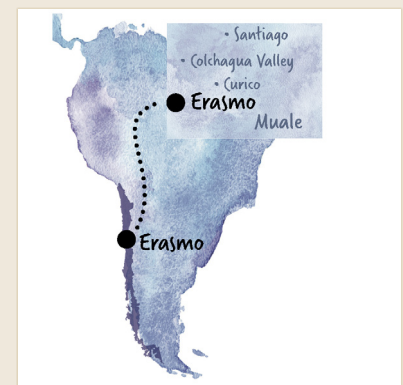 • Santiago
• Colchagua Valley
• Curico
Erasmo
Muale
Erasmo